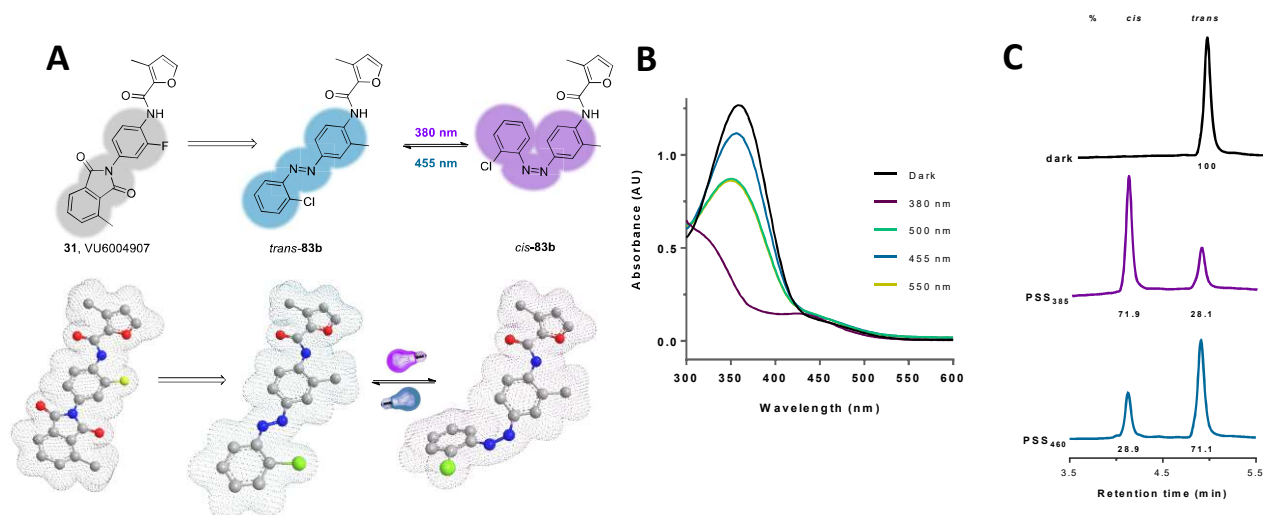 A
O
O
NH
F
O
N
O
31, VU6004907
O
O
NH
N
N
Cl
trans-83b
380 nm
455 nm
O
O
NH
Cl
N=N
cis-83b
B
Absorbance (AU)
1.0
0.5
0.0
300 350 400 450 500 550 600
Wavelength (nm)
Dark
380 nm
500 nm
455 nm
550 nm
C
% cis trans
dark
100
PSS385
71.9 28.1
PSS460
28.9 71.1
3.5 4.5 5.5
Retention time (min)